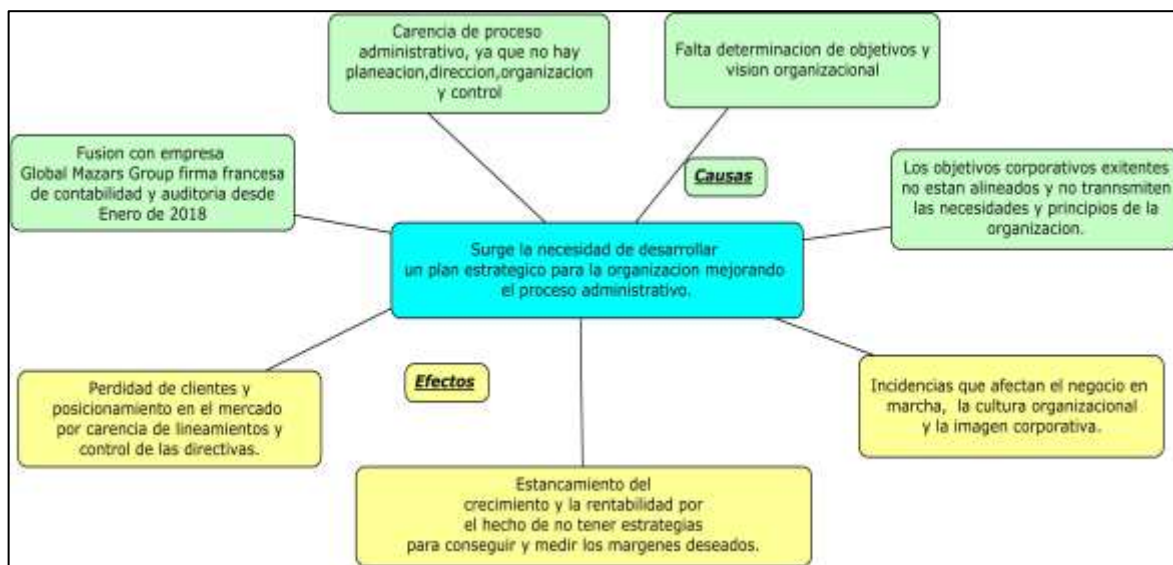 Carencia de proceso
administrativo, ya que no hay
planeacion,direccion,organizacion
y control
Falta determinacion de objetivos y
vision organizacional
Fusion con empresa
Global Mazars Group firma francesa
de contabilidad y auditoria desde
Enero de 2018
Causas
Los objetivos corporativos exitentes
no estan alineados y no trannsmiten
las necesidades y principios de la
organizacion.
Surge la necesidad de desarrollar
un plan estrategico para la organizacion mejorando
el proceso administrativo.
Efectos
Perdidad de clientes y
posicionamiento en el mercado
por carencia de lineamientos y
control de las directivas.
Incidencias que afectan el negocio en
marcha, la cultura organizacional
y la imagen corporativa.
Estancamiento del
crecimiento y la rentabilidad por
el hecho de no tener estrategias
para conseguir y medir los margenes deseados.